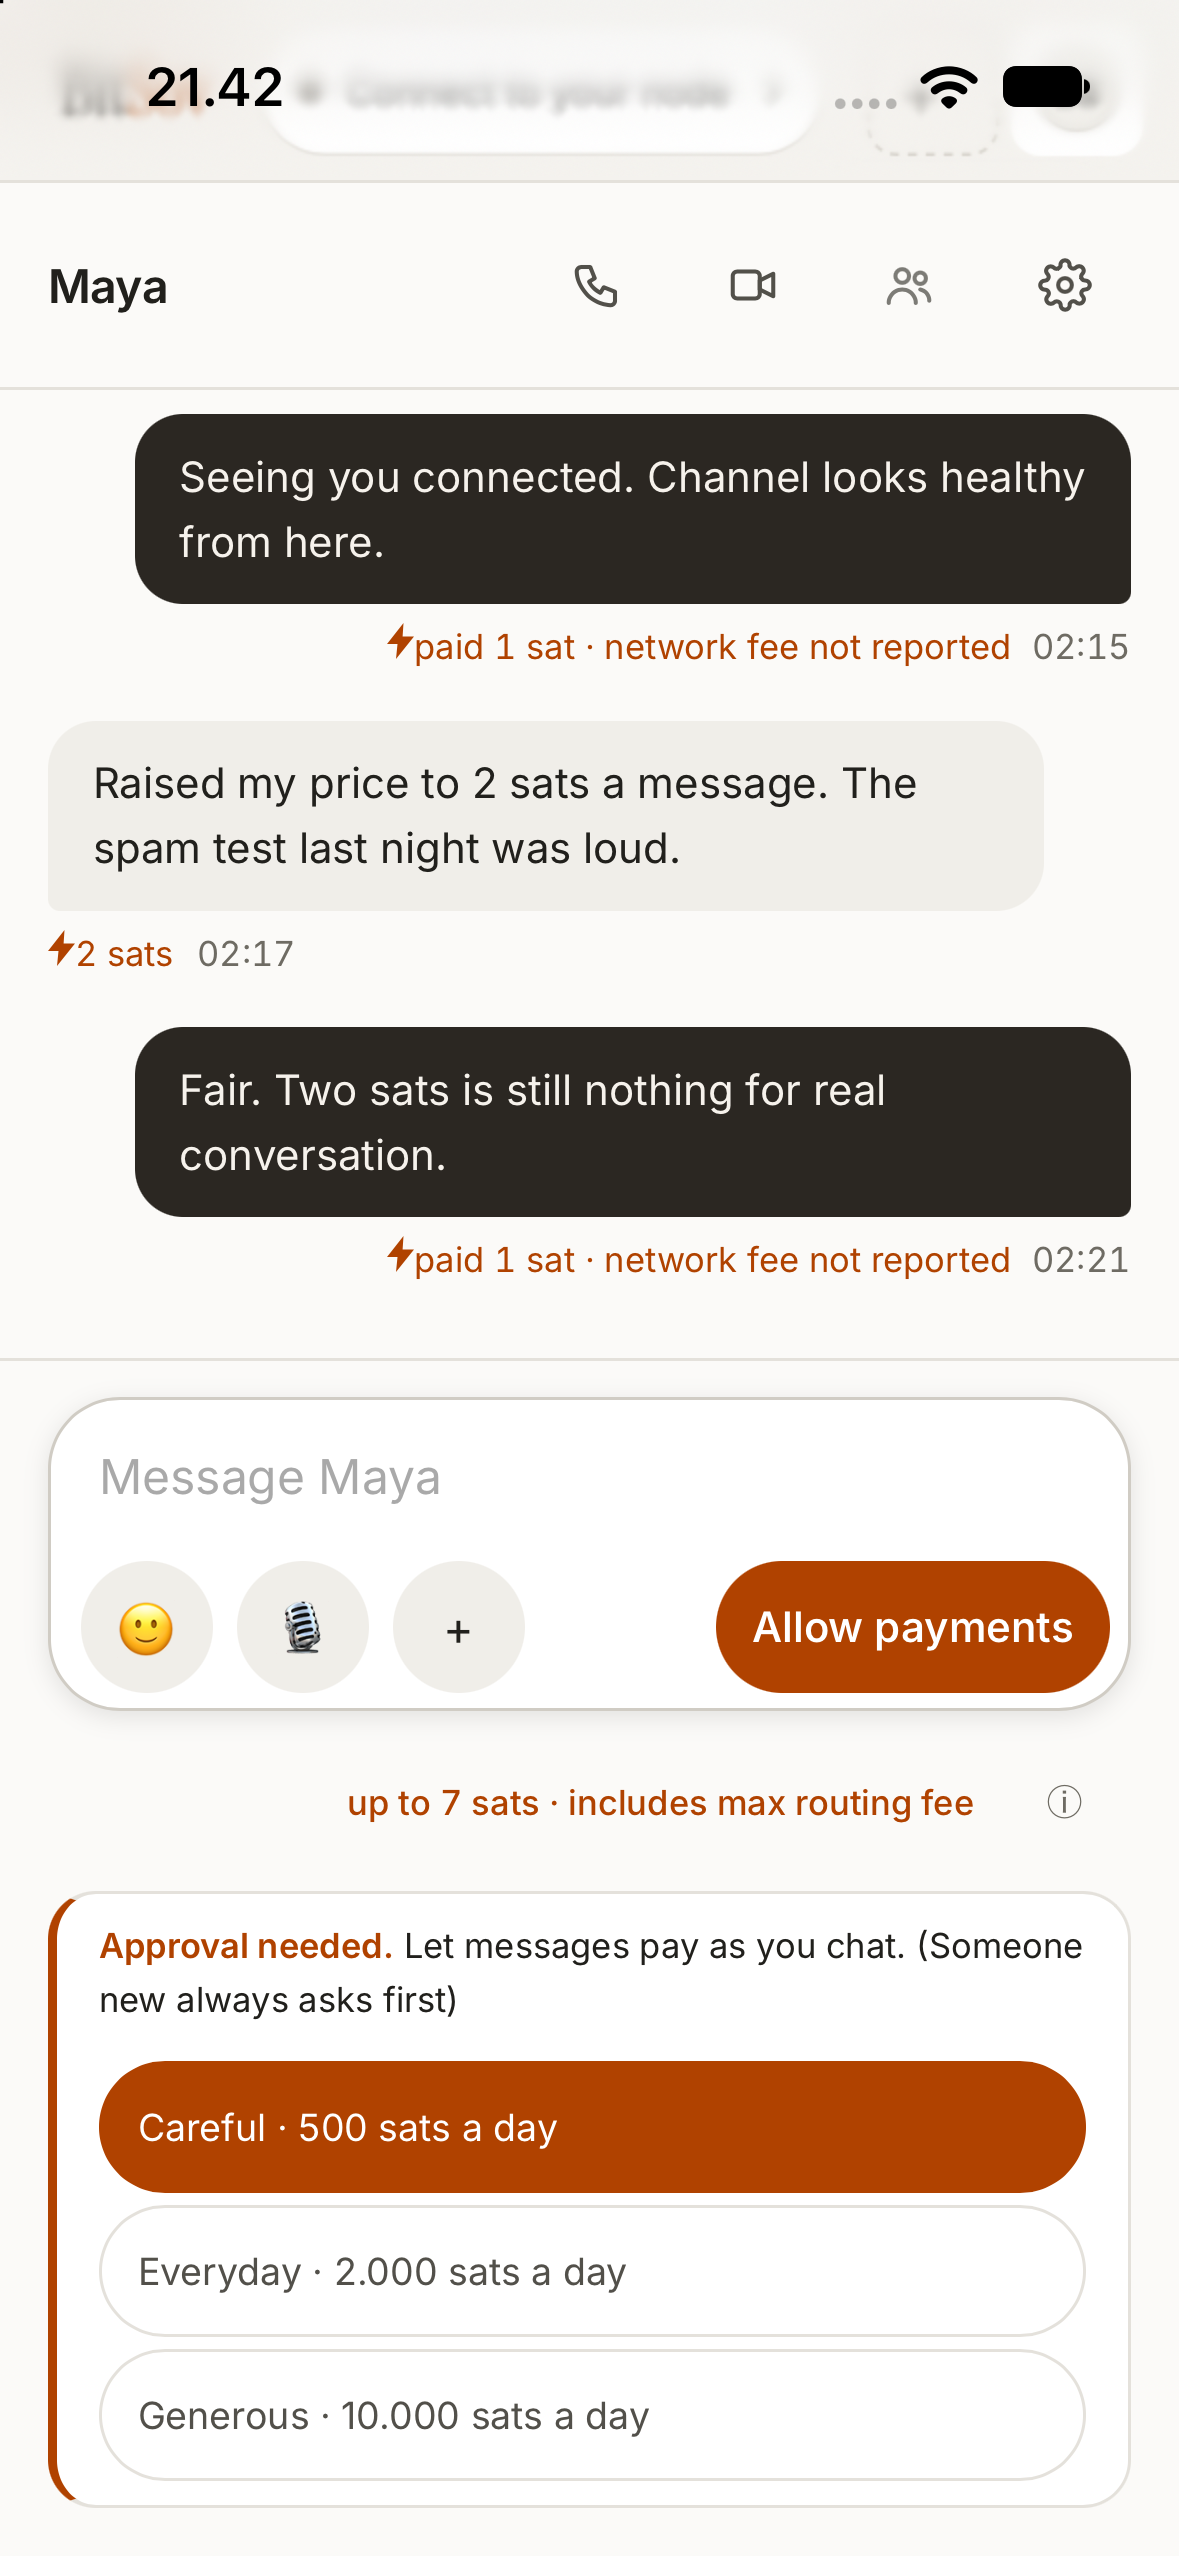 21.42
Connect to your node
Maya
Seeing you connected. Channel looks healthy
from here.
paid 1 sat · network fee not reported 02:15
Raised my price to 2 sats a message. The
spam test last night was loud.
2 sats 02:17
Fair. Two sats is still nothing for real
conversation.
paid 1 sat · network fee not reported 02:21
Message Maya
+
Allow payments
up to 7 sats · includes max routing fee
Approval needed. Let messages pay as you chat. (Someone
new always asks first)
Careful · 500 sats a day
Everyday · 2.000 sats a day
Generous · 10.000 sats a day